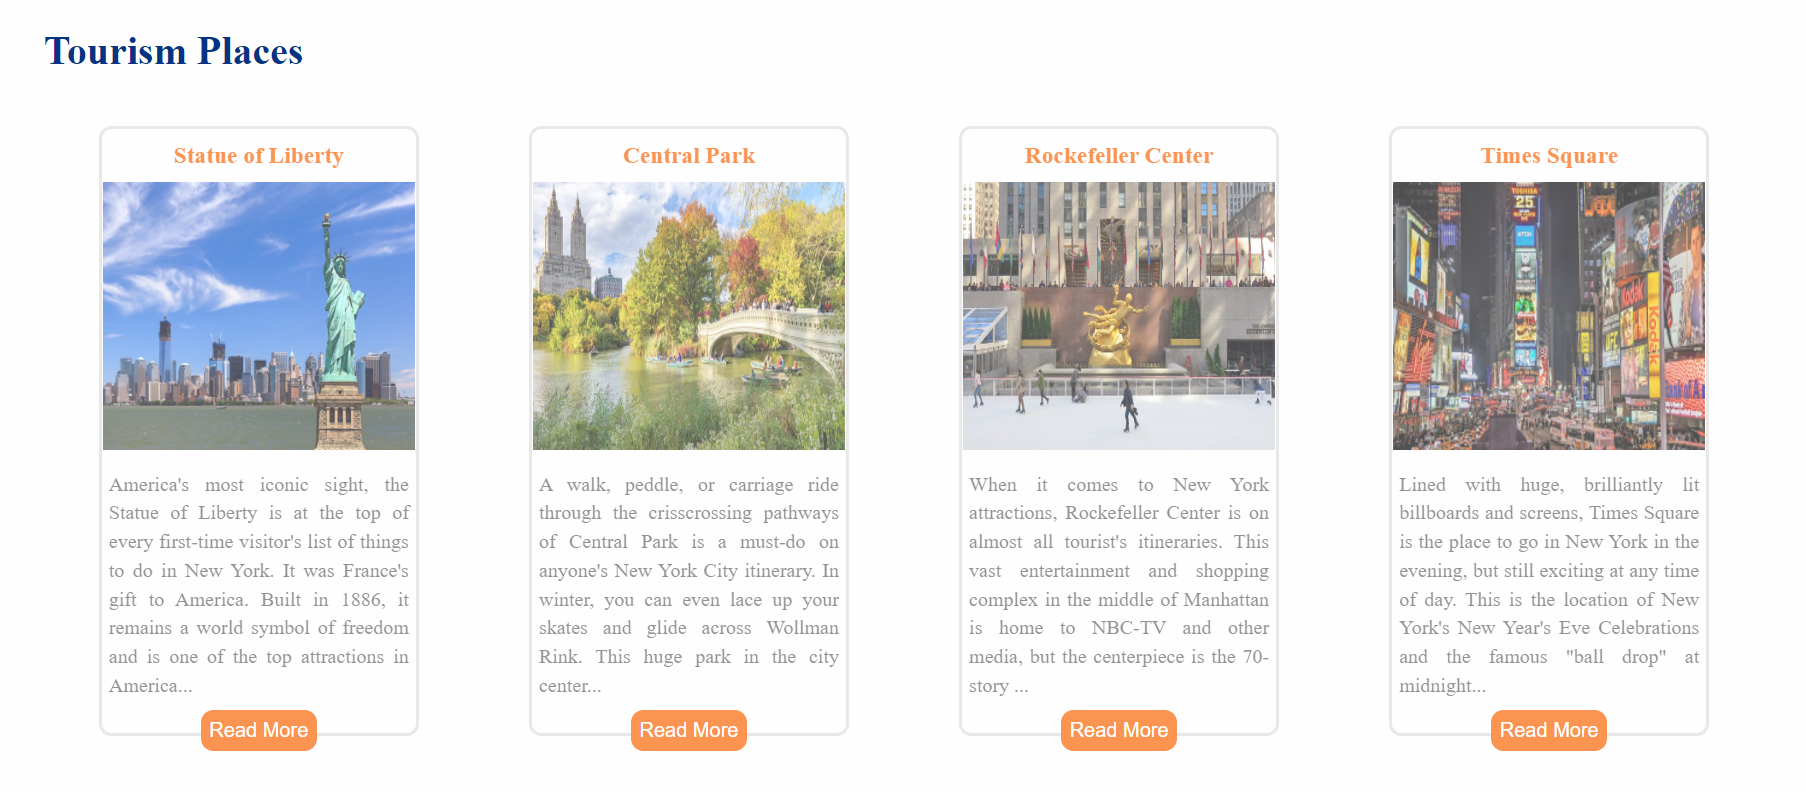 Tourism Places
Statue of Liberty
America's most iconic sight, the
Statue of Liberty is at the top of
every first-time visitor's list of things
to do in New York. It was France's
gift to America. Built in 1886, it
remains a world symbol of freedom
and is one of the top attractions in
America...
Read More
Central Park
A walk, peddle, or carriage ride
through the crisscrossing pathways
of Central Park is a must-do on
anyone's New York City itinerary. In
winter, you can even lace up your
skates and glide across Wollman
Rink. This huge park in the city
center...
Read More
Rockefeller Center
When it comes to New York
attractions, Rockefeller Center is on
almost all tourist's itineraries. This
vast entertainment and shopping
complex in the middle of Manhattan
is home to NBC-TV and other
media, but the centerpiece is the 70-
story ...
Read More
Times Square
TOSHIBA
25
Kodak
Kodak
Lined with huge, brilliantly lit
billboards and screens, Times Square
is the place to go in New York in the
evening, but still exciting at any time
of day. This is the location of New
York's New Year's Eve Celebrations
and the famous "ball drop" at
midnight...
Read More